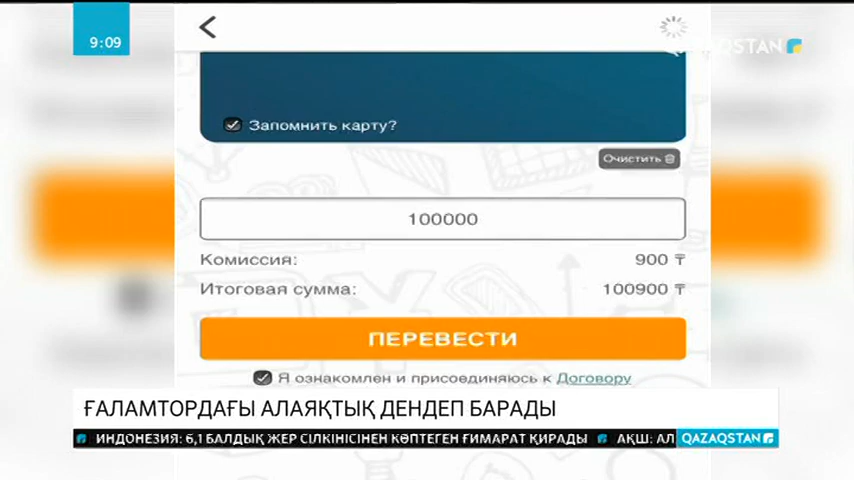 9:09
QAZAQSTAN
Запомнить карту?
Очистить
100000
Комиссия: 900 ₸
Итоговая сумма: 100900 ₸
ПЕРЕВЕСТИ
Я ознакомлен и присоединяюсь к Договору
ҒАЛАМТОРДАҒЫ АЛАЯҚТЫҚ ДЕНДЕП БАРАДЫ
ИНДОНЕЗИЯ: 6,1 БАЛДЫҚ ЖЕР СІЛКІНІСІНЕН КӨПТЕГЕН ҒИМАРАТ ҚИРАДЫ АҚШ: АЛ QAZAQSTAN